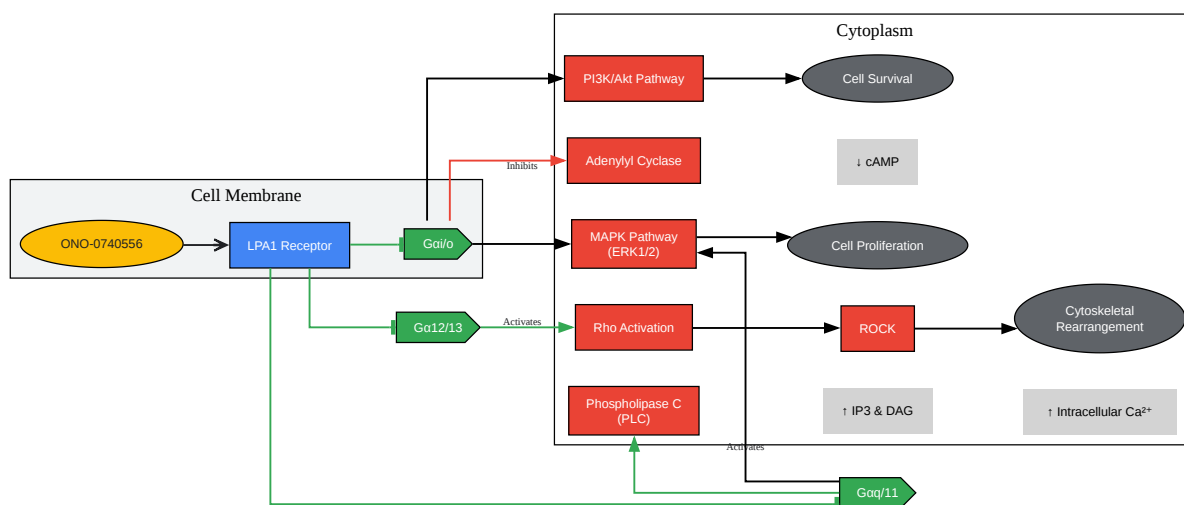 Cytoplasm
PI3K/Akt Pathway
Cell Survival
Inhibits
Adenylyl Cyclase
↓ cAMP
Cell Membrane
ONO-0740556
LPA1 Receptor
Gαi/o
MAPK Pathway
(ERK1/2)
Cell Proliferation
Gα12/13
Activates
Rho Activation
ROCK
Cytoskeletal
Rearrangement
Phospholipase C
(PLC)
↑ IP3 & DAG
↑ Intracellular Ca²⁺
Activates
Gαq/11